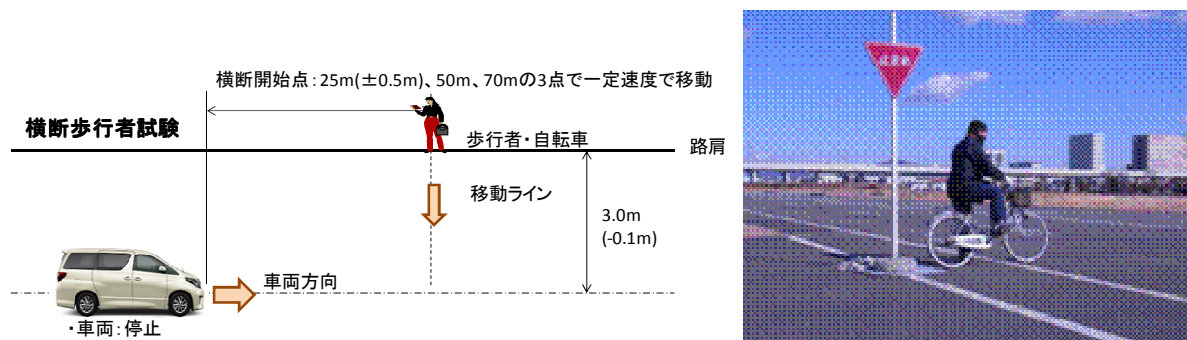 横断開始点：25m(±0.5m)、50m、70mの3点で一定速度で移動
横断歩行者試験
歩行者・自転車
路肩
移動ライン
3.0m
(-0.1m)
車両方向
・車両：停止